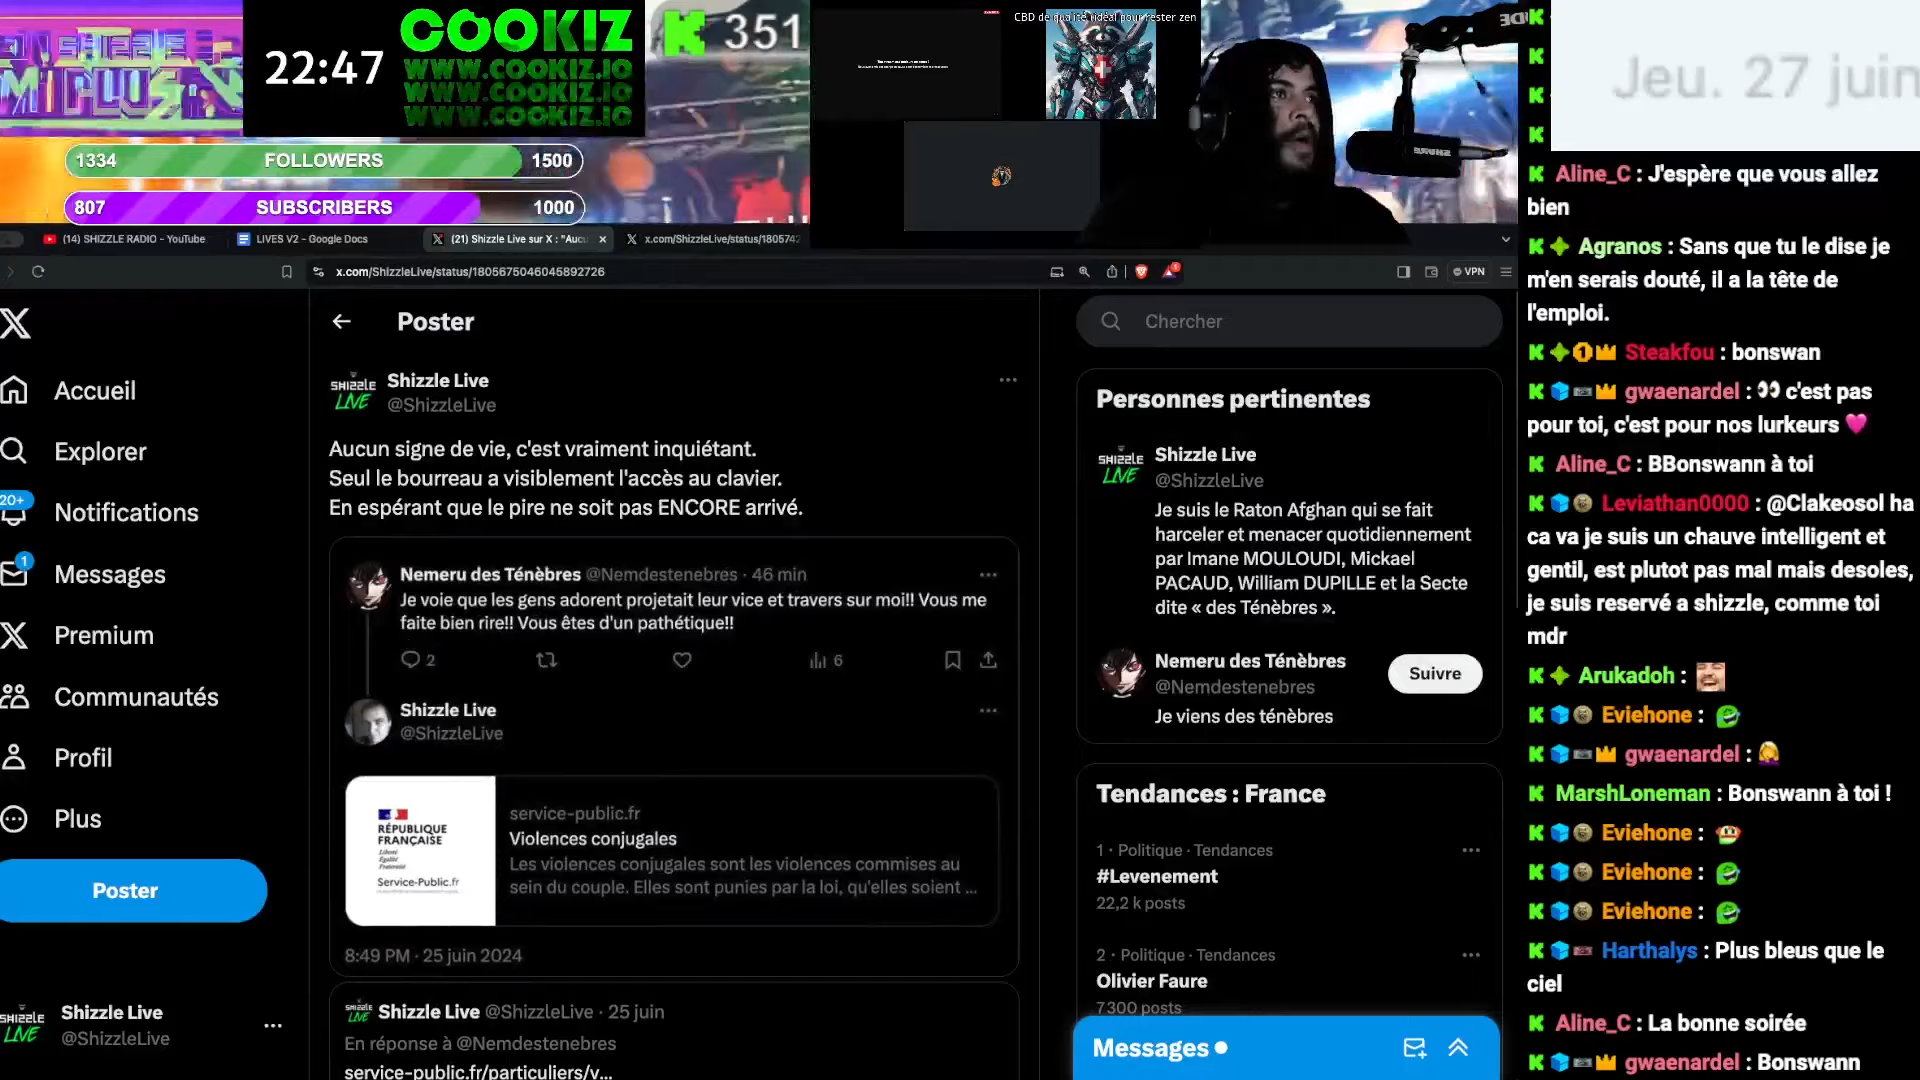 22:47
COOKIZ
WWW.COOKIZ.IO
WWW.COOKIZ.IO
WWW.COOKIZ.IO
351
CBD de qualité, idéal pour rester zen
Jeu. 27 juin
1334 FOLLOWERS 1500
807 SUBSCRIBERS 1000
(14) SHIZZLE RADIO - YouTube
LIVES V2 - Google Docs
(21) Shizzle Live sur X : "Auc
x.com/ShizzleLive/status/1805742
x.com/ShizzleLive/status/1805675046045892726
VPN
Accueil
Explorer
20+
Notifications
1
Messages
Premium
Communautés
Profil
Plus
Poster
Shizzle Live
@ShizzleLive
Poster
SHIZZLE
LIVE
Shizzle Live
@ShizzleLive
Aucun signe de vie, c'est vraiment inquiétant.
Seul le bourreau a visiblement l'accès au clavier.
En espérant que le pire ne soit pas ENCORE arrivé.
Nemeru des Ténèbres @Nemdestenebres · 46 min
Je voie que les gens adorent projetait leur vice et travers sur moi!! Vous me
faite bien rire!! Vous êtes d'un pathétique!!
2
6
Shizzle Live
@ShizzleLive
RÉPUBLIQUE
FRANÇAISE
Liberté
Égalité
Fraternité
Service-Public.fr
service-public.fr
Violences conjugales
Les violences conjugales sont les violences commises au
sein du couple. Elles sont punies par la loi, qu'elles soient ...
8:49 PM · 25 juin 2024
Shizzle Live @ShizzleLive · 25 juin
En réponse à @Nemdestenebres
service-public.fr/particuliers/v...
Chercher
Personnes pertinentes
SHIZZLE
LIVE
Shizzle Live
@ShizzleLive
Je suis le Raton Afghan qui se fait
harceler et menacer quotidiennement
par Imane MOULOUDI, Mickael
PACAUD, William DUPILLE et la Secte
dite « des Ténèbres ».
Nemeru des Ténèbres
@Nemdestenebres
Suivre
Je viens des ténèbres
Tendances : France
1 · Politique · Tendances
#Levenement
22,2 k posts
2 · Politique · Tendances
Olivier Faure
7 300 posts
Messages
Aline_C : J'espère que vous allez
bien
Agranos : Sans que tu le dise je
m'en serais douté, il a la tête de
l'emploi.
Steakfou : bonswan
gwaenardel : 👀 c'est pas
pour toi, c'est pour nos lurkeurs 💗
Aline_C : BBonswann à toi
Leviathan0000 : @Clakeosol ha
ca va je suis un chauve intelligent et
gentil, est plutot pas mal mais desoles,
je suis reservé a shizzle, comme toi
mdr
Arukadoh :
Eviehone :
gwaenardel :
MarshLoneman : Bonswann à toi !
Eviehone :
Eviehone :
Eviehone :
Harthalys : Plus bleus que le
ciel
Aline_C : La bonne soirée
gwaenardel : Bonswann